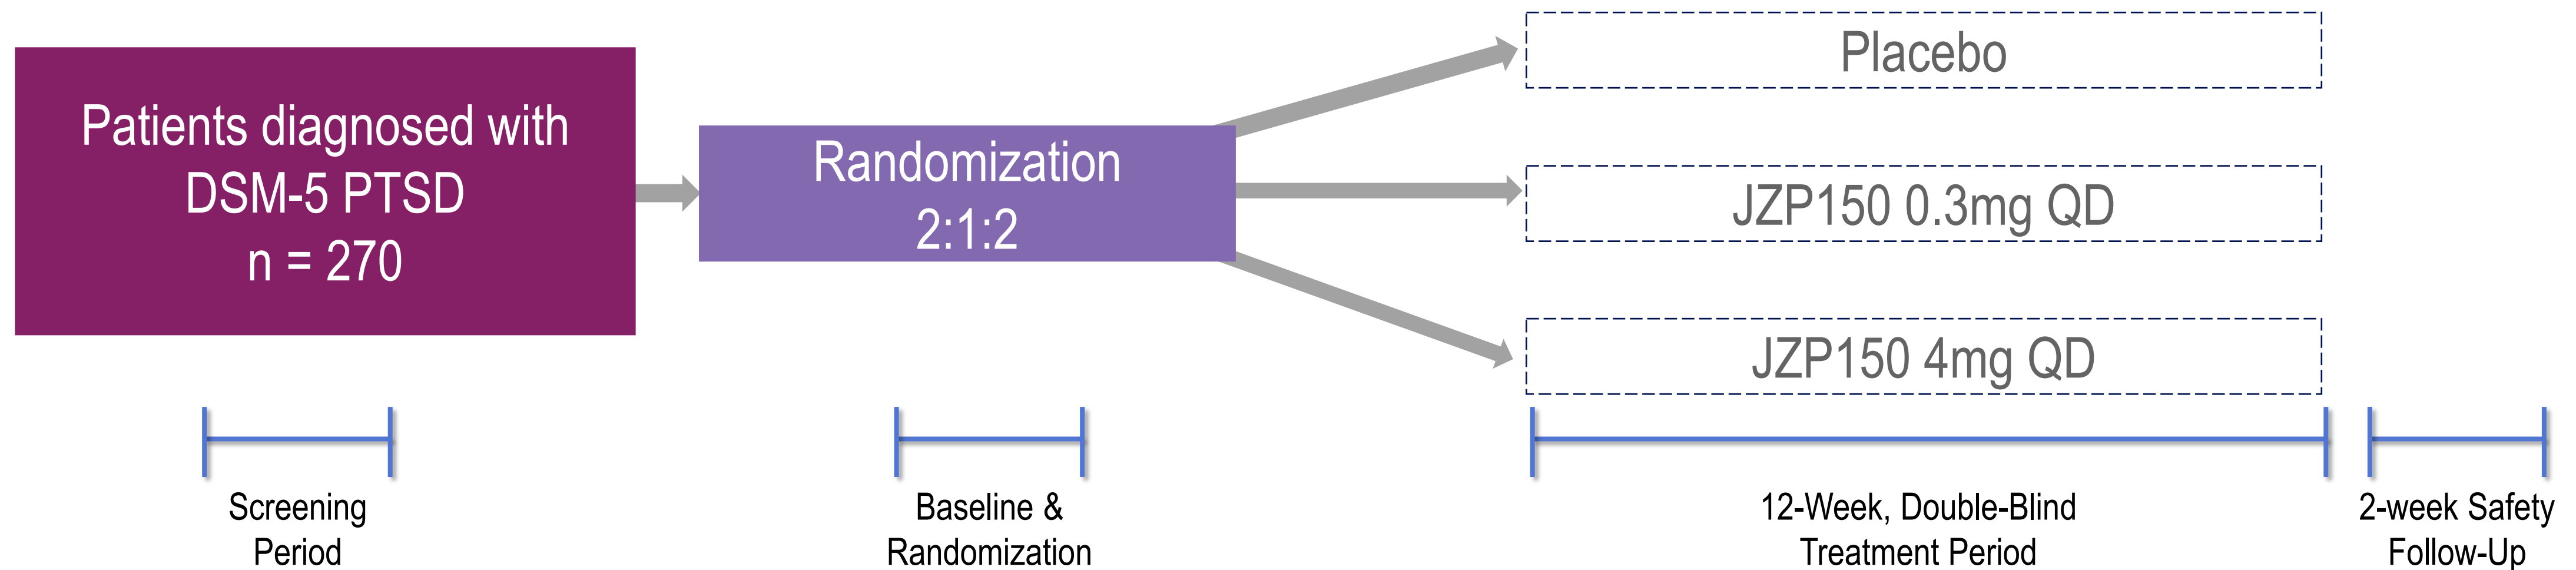 Patients diagnosed with
DSM-5 PTSD
n = 270
Randomization
2:1:2
Placebo
JZP150 0.3mg QD
JZP150 4mg QD
Screening
Period
Baseline &
Randomization
12-Week, Double-Blind
Treatment Period
2-week Safety
Follow-Up